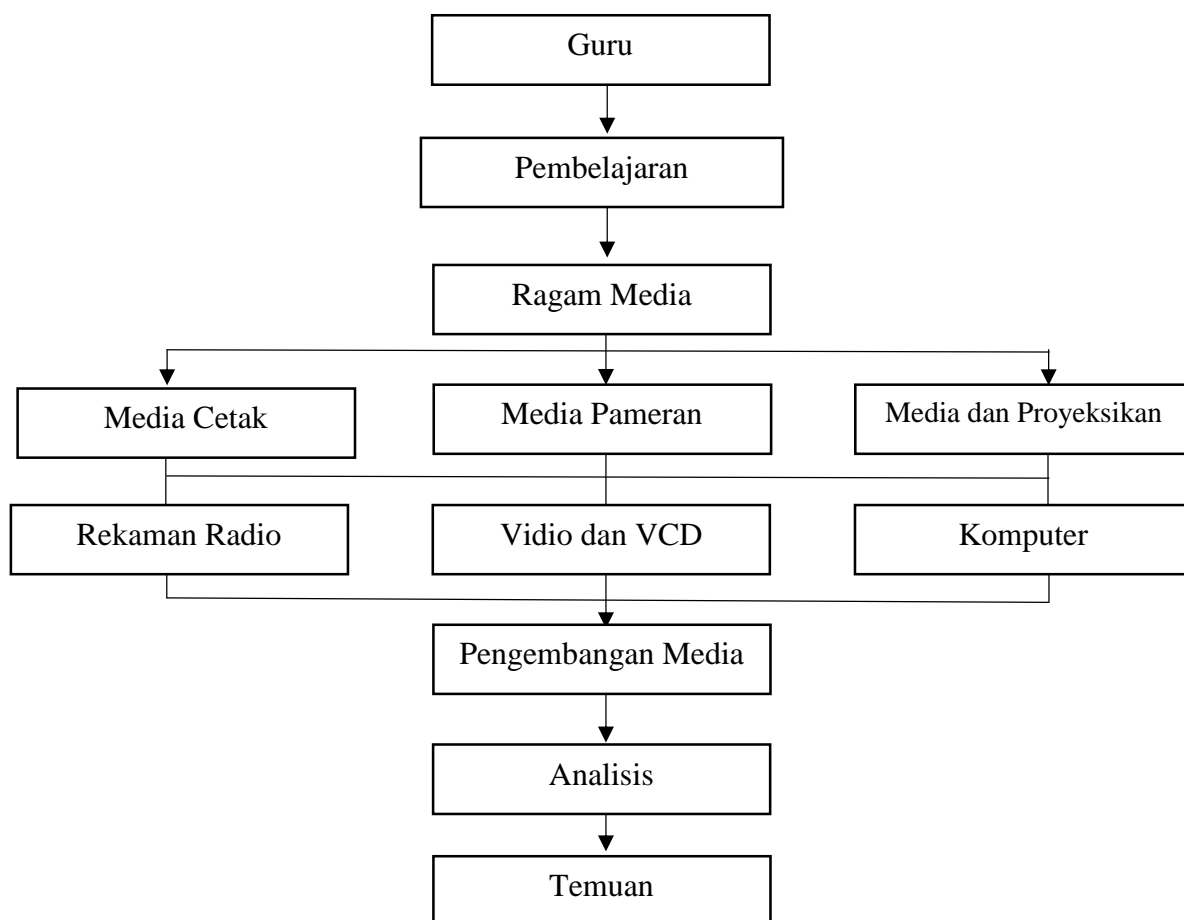 Guru
Pembelajaran
Ragam Media
Media Cetak
Media Pameran
Media dan Proyeksikan
Rekaman Radio
Vidio dan VCD
Komputer
Pengembangan Media
Analisis
Temuan